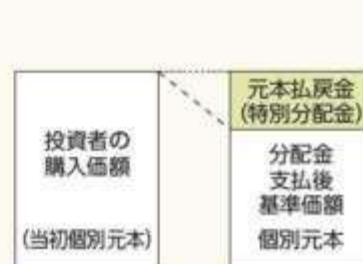 投資者の
購入価額
(当初個別元本)
元本払戻金
(特別分配金)
分配金
支払後
基準価額
個別元本